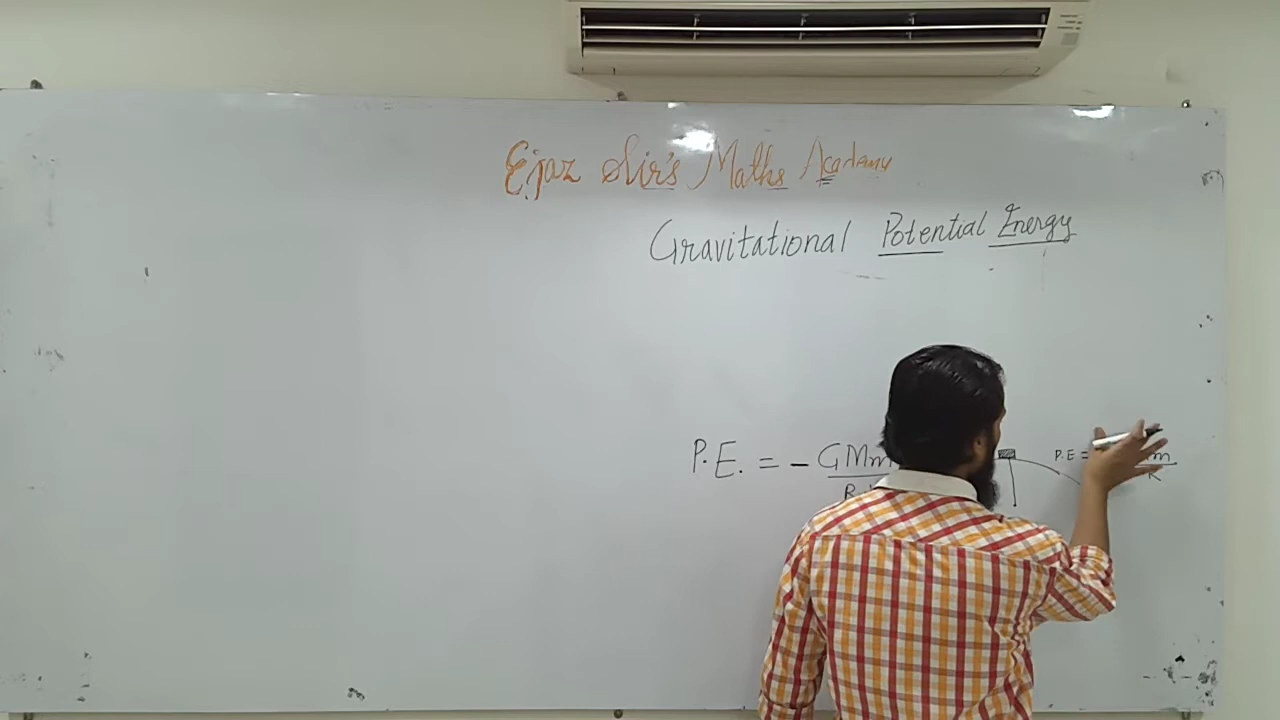 Ejaz Sir's Maths Academy
Gravitational Potential Energy
P.E. = - GMm
P.E =